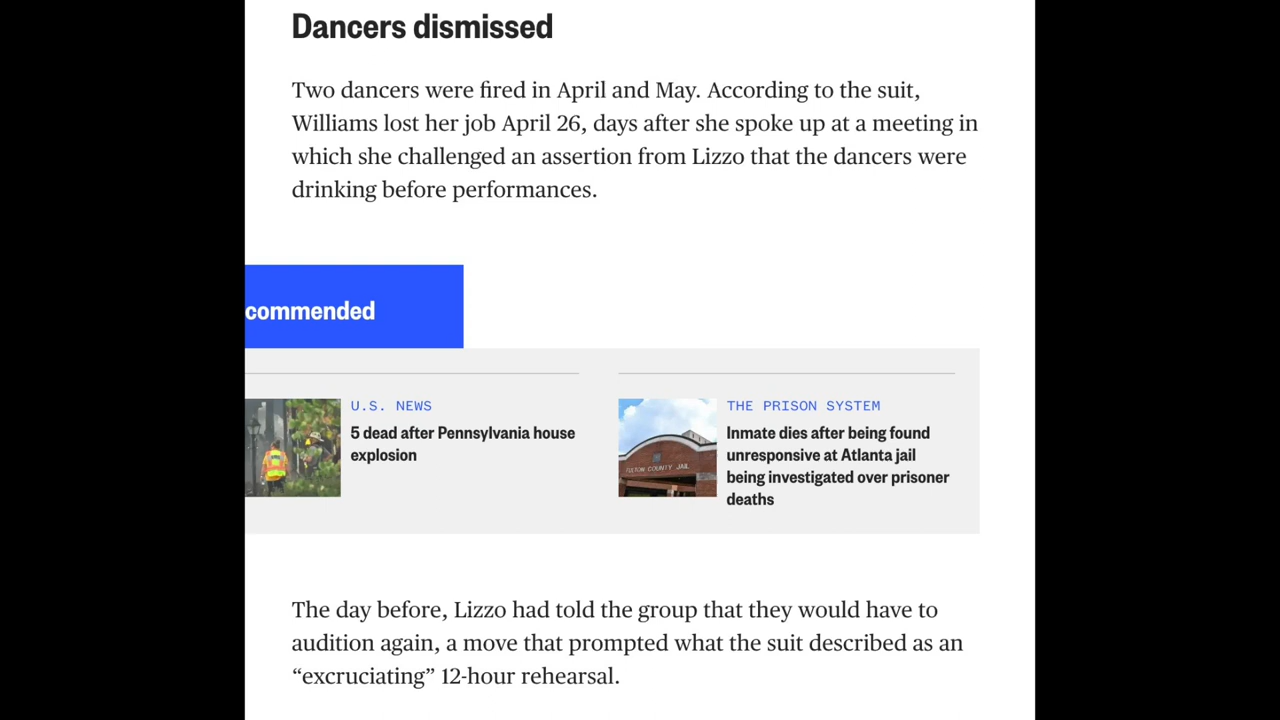 Dancers dismissed
Two dancers were fired in April and May. According to the suit,
Williams lost her job April 26, days after she spoke up at a meeting in
which she challenged an assertion from Lizzo that the dancers were
drinking before performances.
commended
U.S. NEWS
5 dead after Pennsylvania house
explosion
FULTON COUNTY JAIL
THE PRISON SYSTEM
Inmate dies after being found
unresponsive at Atlanta jail
being investigated over prisoner
deaths
The day before, Lizzo had told the group that they would have to
audition again, a move that prompted what the suit described as an
“excruciating” 12-hour rehearsal.